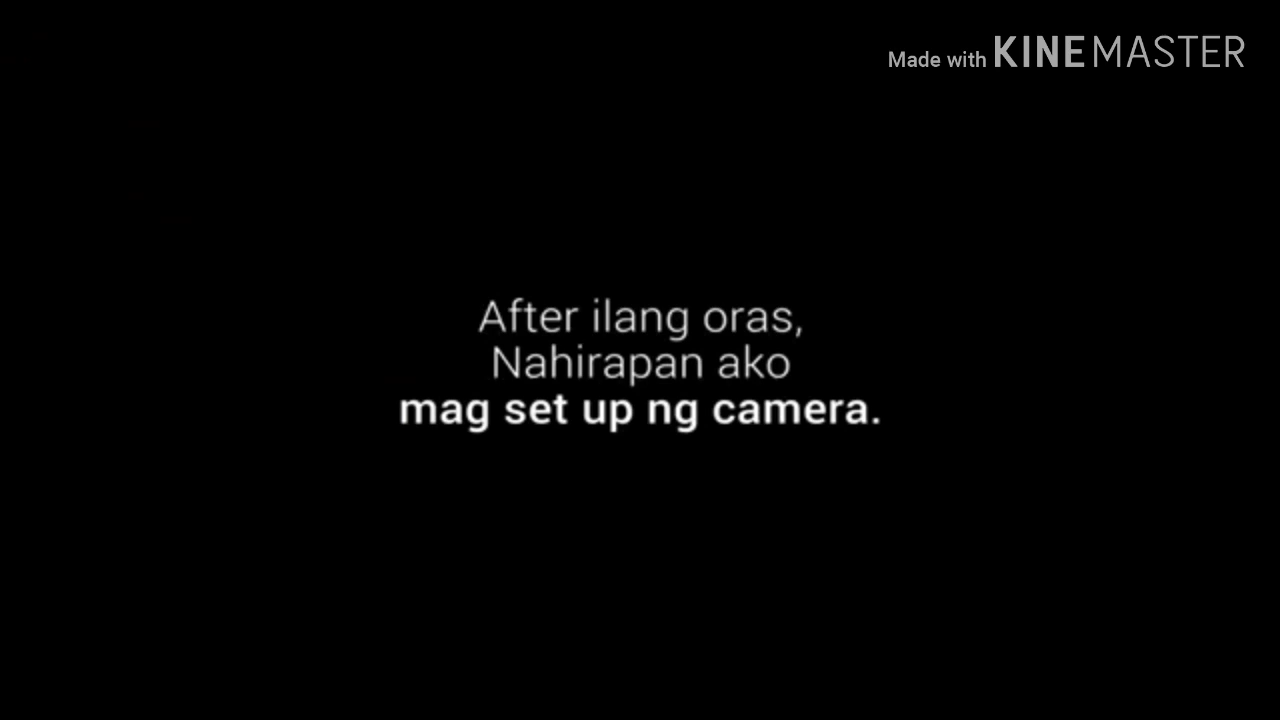 Made with KINEMASTER
After ilang oras,
Nahirapan ako
mag set up ng camera.